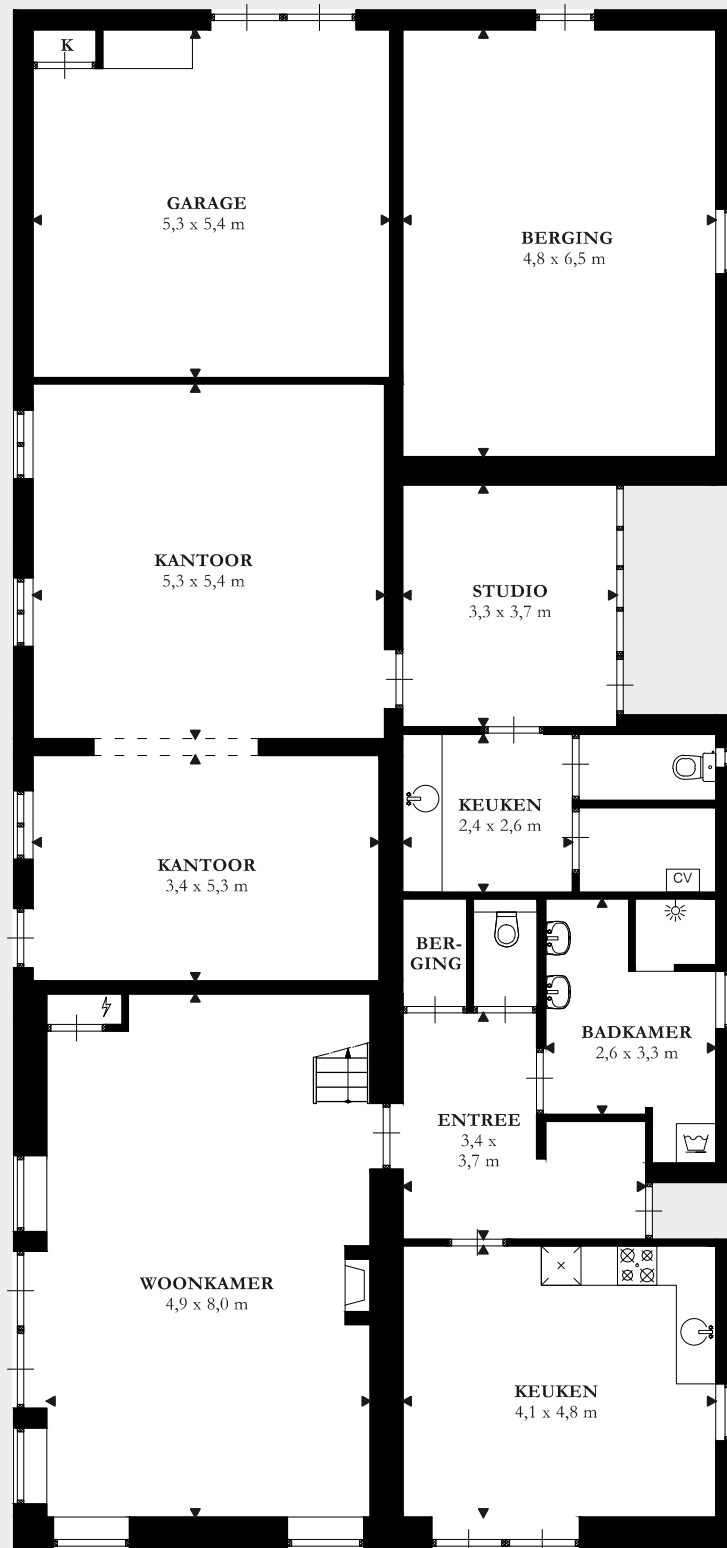 K
GARAGE
5,3 x 5,4 m
BERGING
4,8 x 6,5 m
KANTOOR
5,3 x 5,4 m
STUDIO
3,3 x 3,7 m
KEUKEN
2,4 x 2,6 m
KANTOOR
3,4 x 5,3 m
CV
BER-
GING
BADKAMER
2,6 x 3,3 m
ENTREE
3,4 x
3,7 m
WOONKAMER
4,9 x 8,0 m
KEUKEN
4,1 x 4,8 m